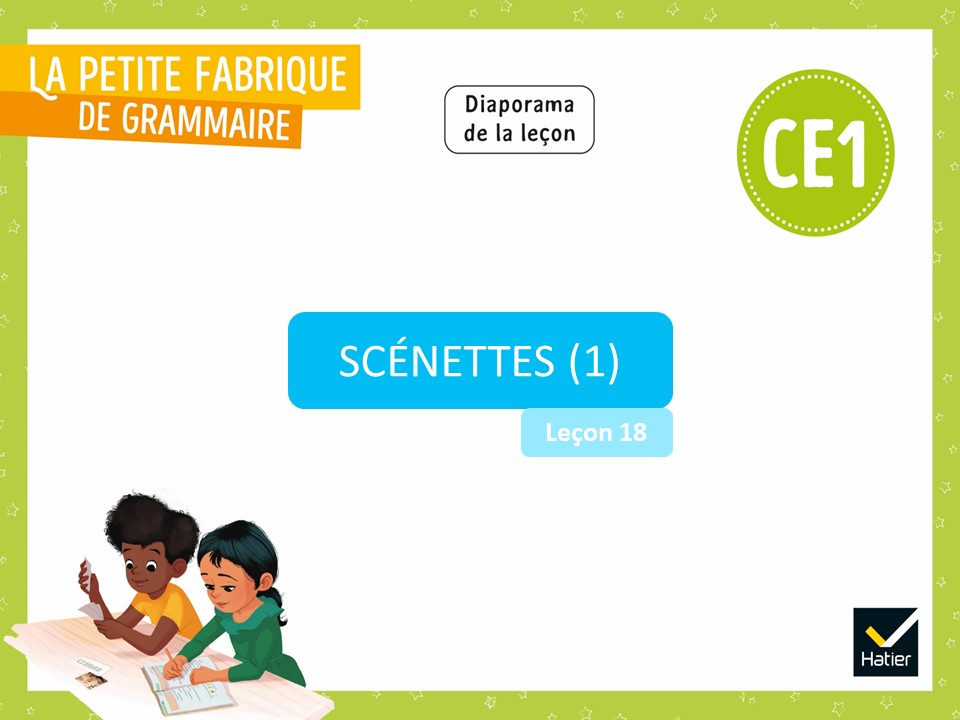 LA PETITE FABRIQUE
DE GRAMMAIRE
Diaporama
de la leçon
CE1
SCÉNETTES (1)
Leçon 18
Hatier